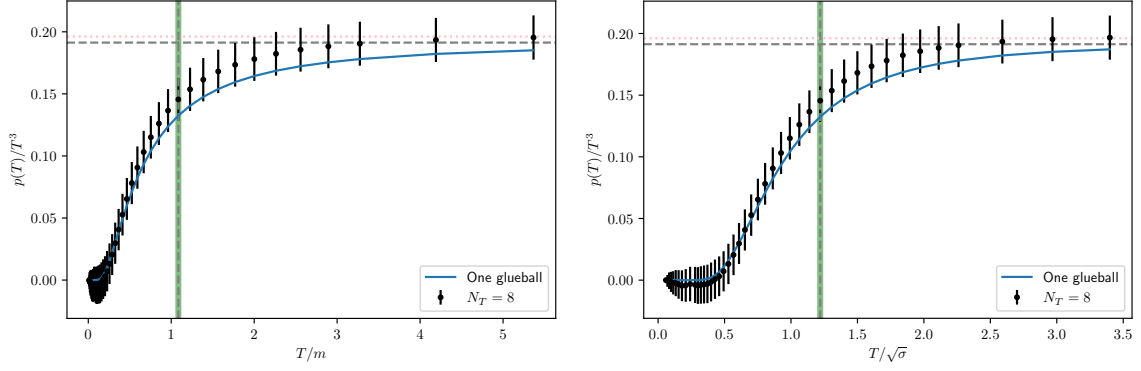 0.20
0.15
0.10
0.05
0.00
p(T)/T³
0 1 2 3 4 5
T/m
One glueball
N_T = 8
0.20
0.15
0.10
0.05
0.00
p(T)/T³
0.0 0.5 1.0 1.5 2.0 2.5 3.0 3.5
T/√σ
One glueball
N_T = 8